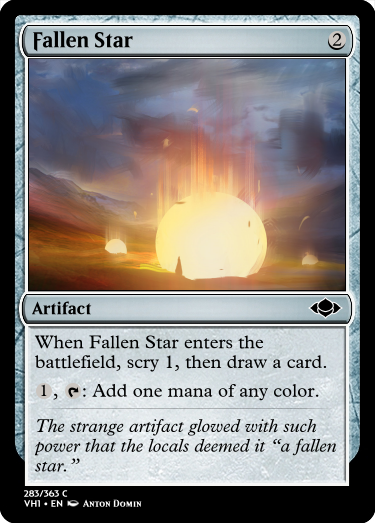 Fallen Star 2
Artifact
When Fallen Star enters the
battlefield, scry 1, then draw a card.
1, : Add one mana of any color.
The strange artifact glowed with such
power that the locals deemed it “a fallen
star.”
283/363 C
VHI • EN Anton Domin